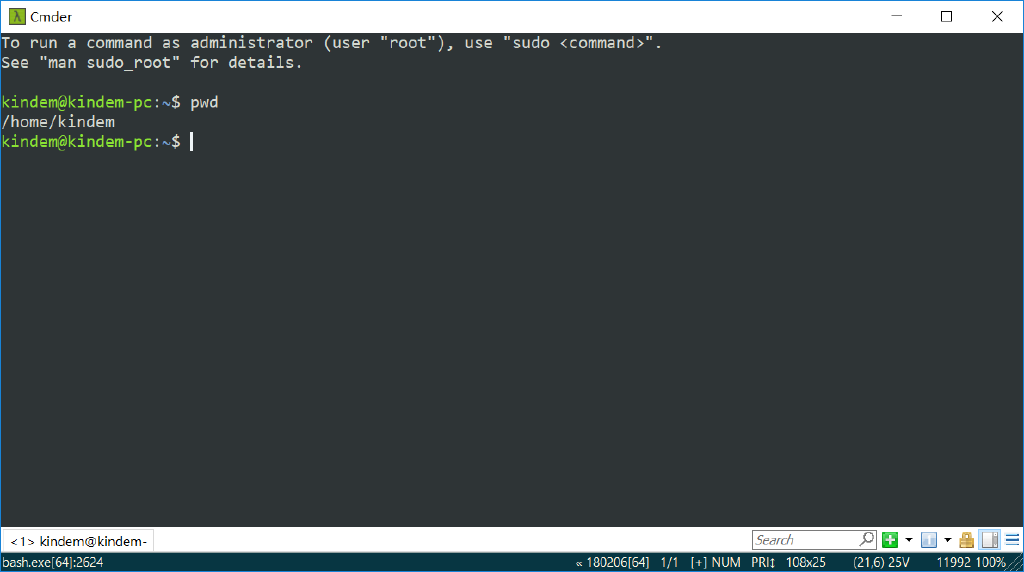 Cmder
To run a command as administrator (user "root"), use "sudo <command>".
See "man sudo_root" for details.
kindem@kindem-pc:~$ pwd
/home/kindem
kindem@kindem-pc:~$
<1> kindem@kindem-
Search
bash.exe[64]:2624
« 180206[64] 1/1 [+] NUM PRI↕ 108x25 (21,6) 25V 11992 100%